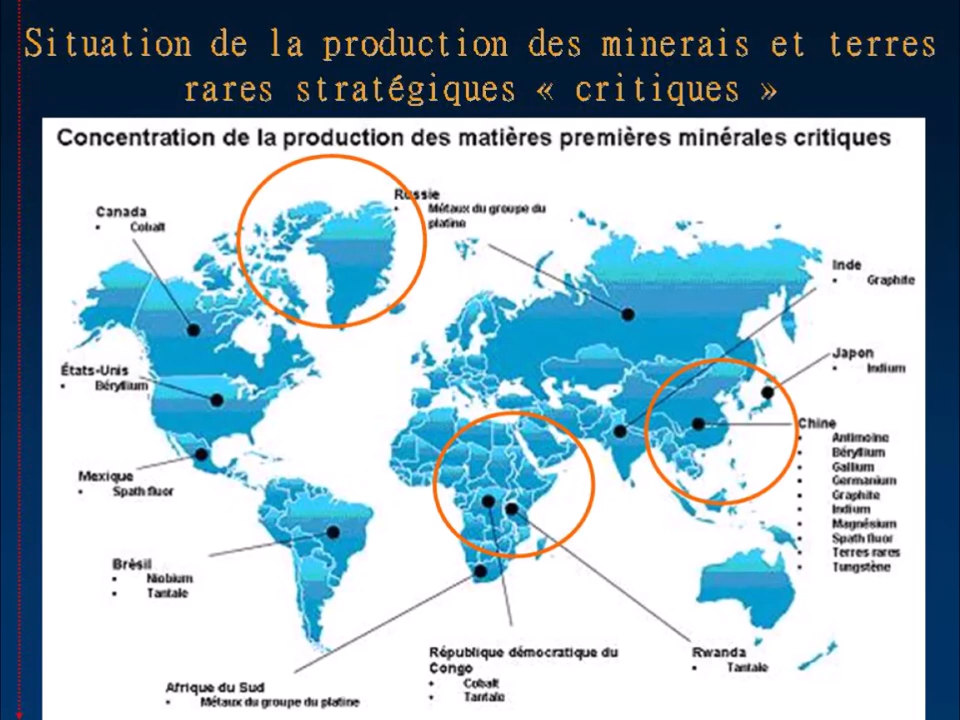 Situation de la production des minerais et terres
rares stratégiques « critiques »
Concentration de la production des matières premières minérales critiques
Canada
• Cobalt
Russie
• Métaux du groupe du
platine
Inde
• Graphite
États-Unis
• Béryllium
Japon
• Indium
Mexique
• Spath fluor
Chine
• Antimoine
• Béryllium
• Gallium
• Germanium
• Graphite
• Indium
• Magnésium
• Spath fluor
• Terres rares
• Tungstène
Brésil
• Niobium
• Tantale
Afrique du Sud
• Métaux du groupe du platine
République démocratique du
Congo
• Cobalt
• Tantale
Rwanda
• Tantale